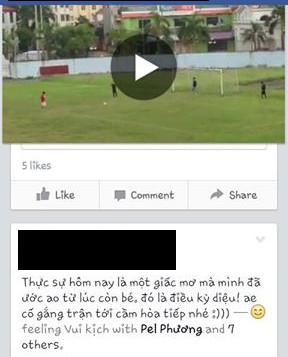 5 likes
Like Comment Share
Thực sự hôm nay là một giấc mơ mà mình đã
ước ao từ lúc còn bé. đó là điều kỳ diệu! ae
cố gắng trận tới cầm hòa tiếp nhé :))) — 😊
feeling Vui kịch with Pel Phương and 7
others.